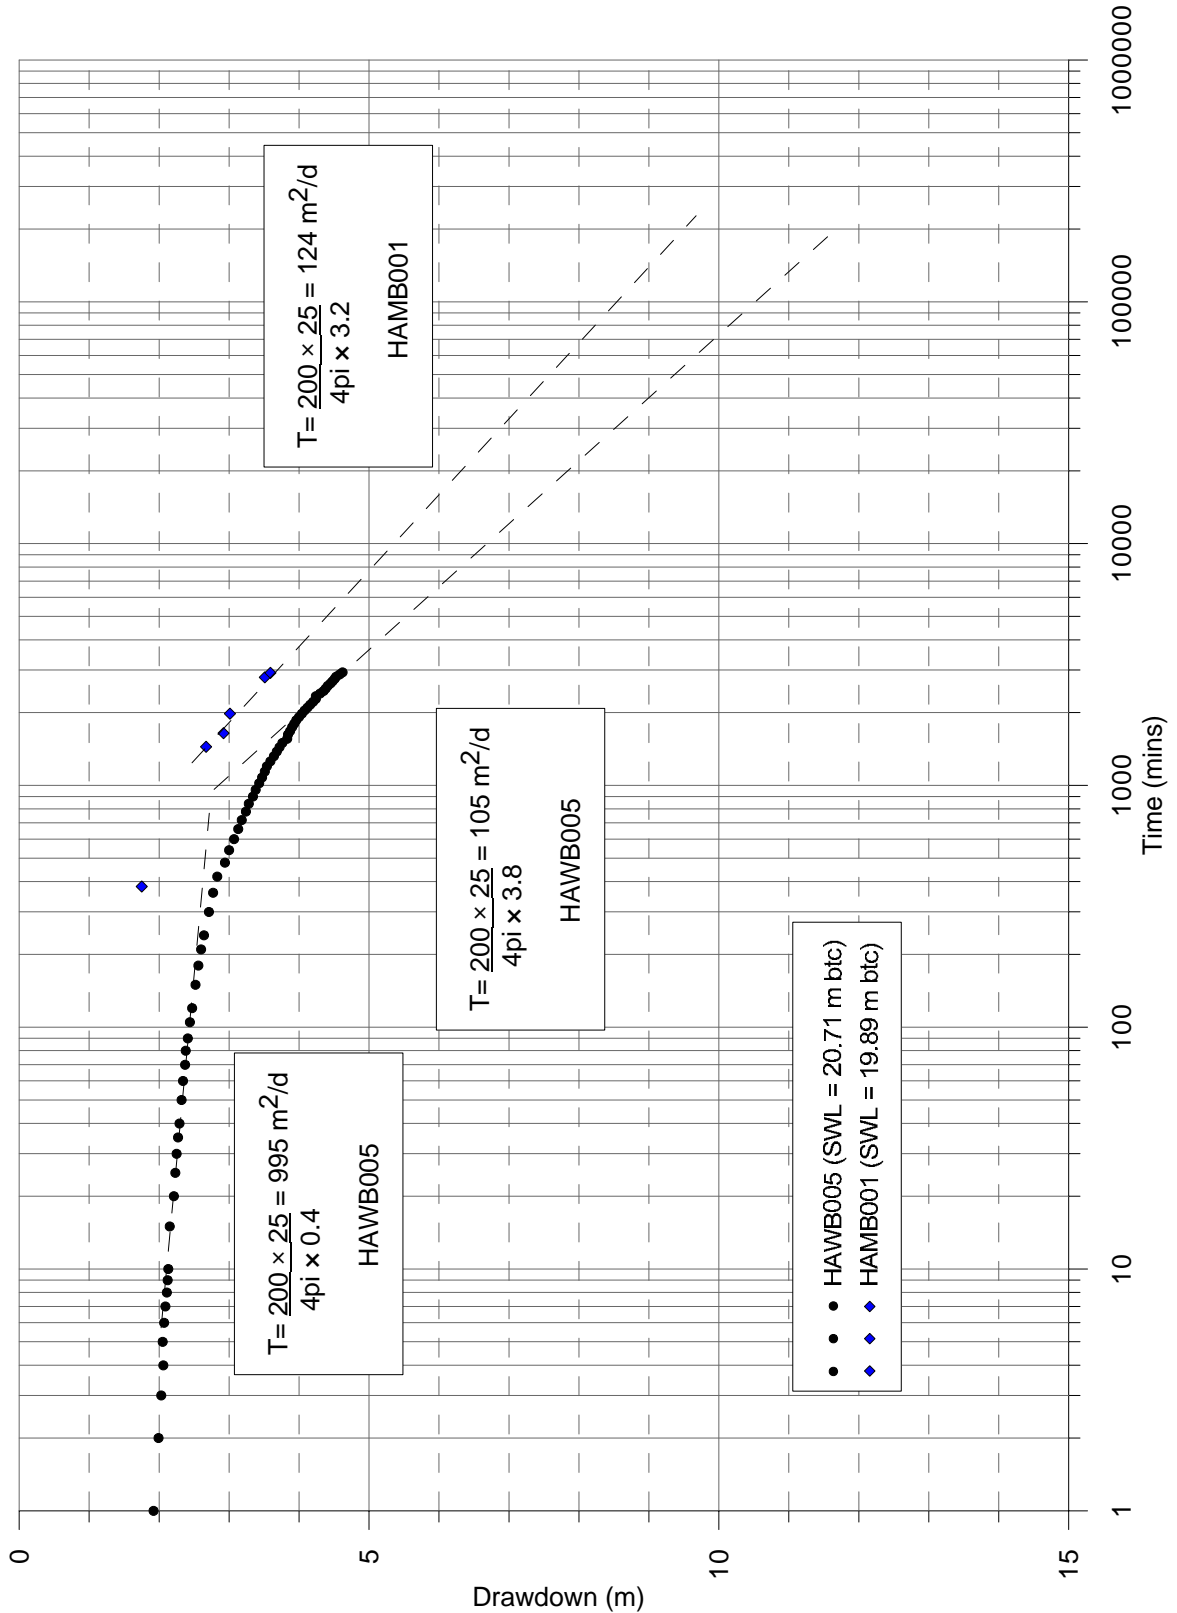 0
5
10
15
Drawdown (m)
1
10
100
1000
10000
100000
1000000
Time (mins)
T= 200 × 25 = 995 m2/d
4pi × 0.4
HAWB005
T= 200 × 25 = 105 m2/d
4pi × 3.8
HAWB005
T= 200 × 25 = 124 m2/d
4pi × 3.2
HAMB001
HAWB005 (SWL = 20.71 m btc)
HAMB001 (SWL = 19.89 m btc)